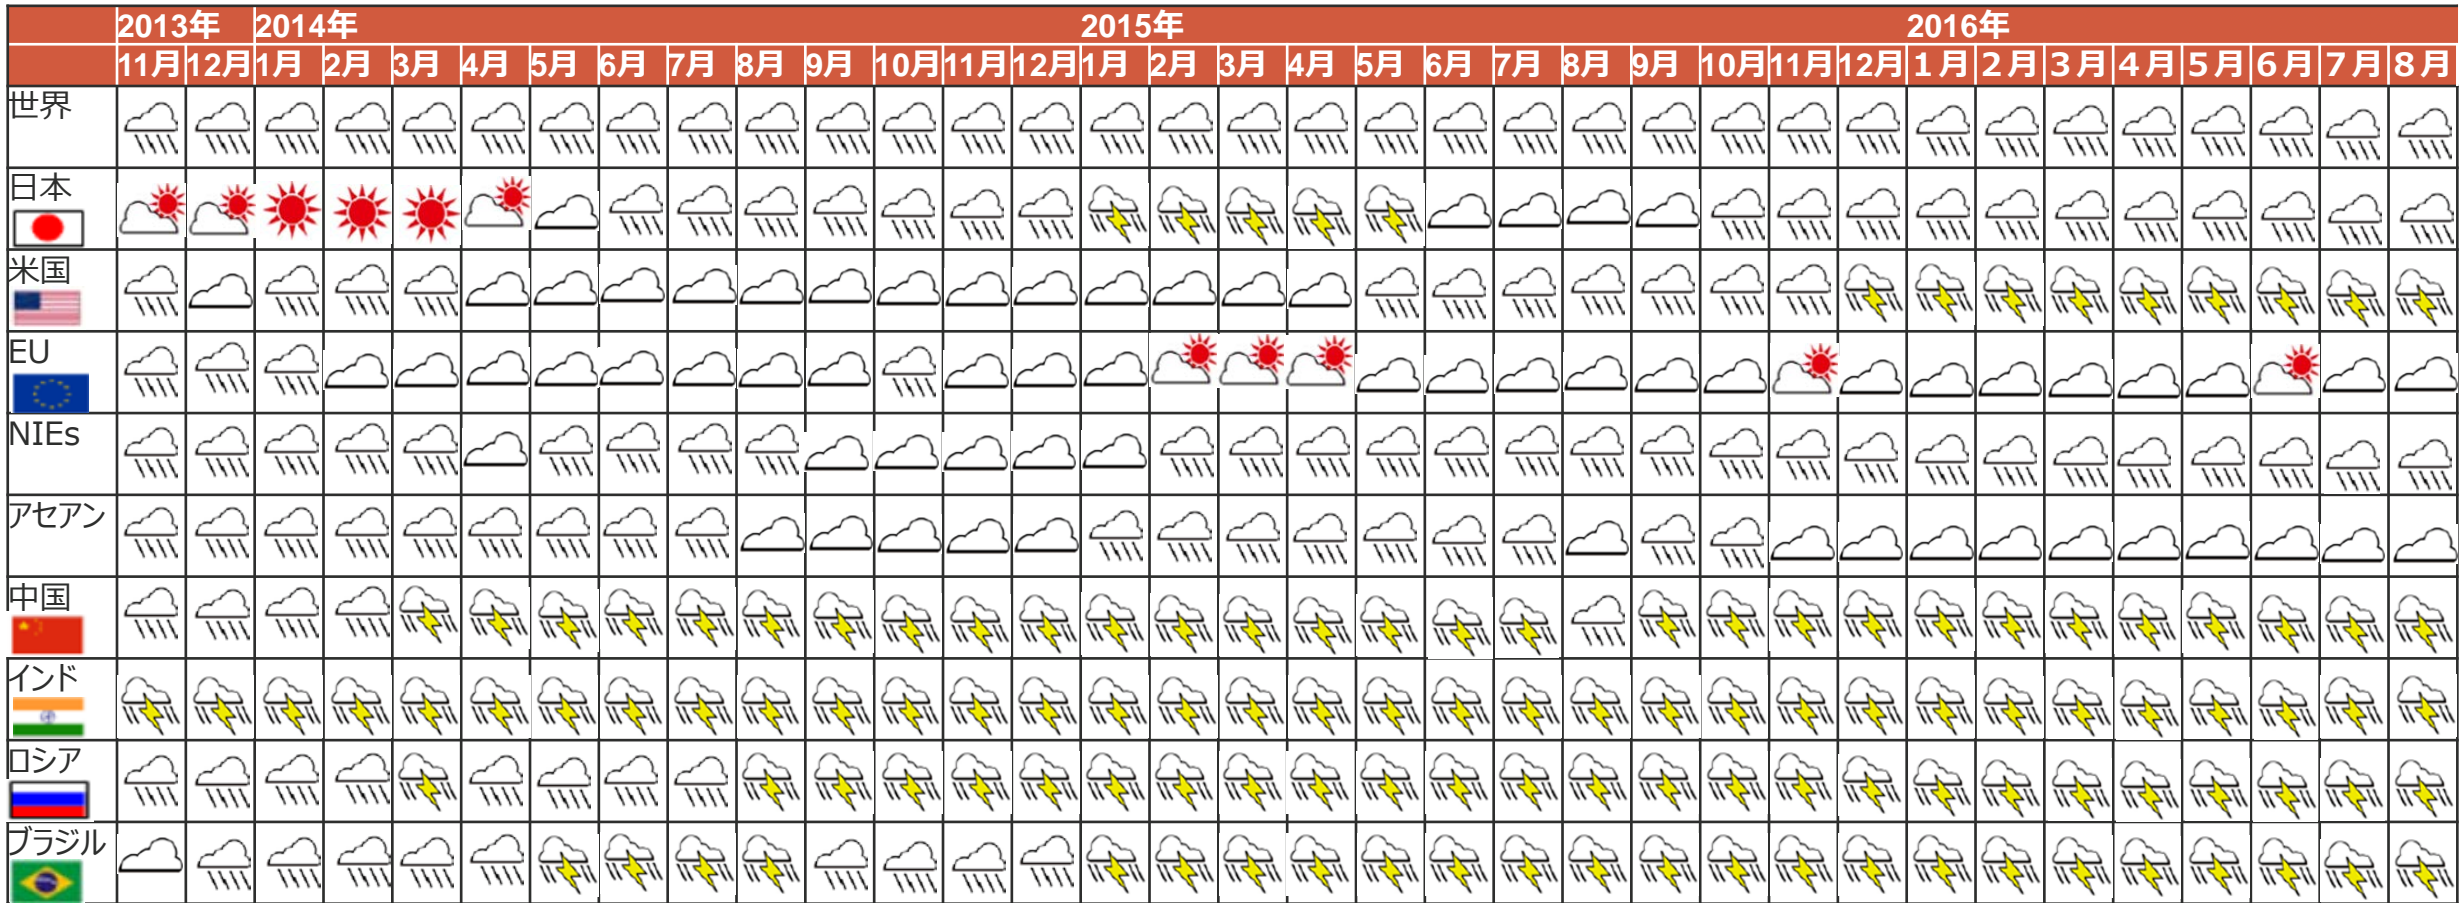 2013年 2014年 2015年 2016年
11月 12月 1月 2月 3月 4月 5月 6月 7月 8月 9月 10月 11月 12月 1月 2月 3月 4月 5月 6月 7月 8月 9月 10月 11月 12月 1月 2月 3月 4月 5月 6月 7月 8月
世界
日本
米国
EU
NIEs
アセアン
中国
インド
ロシア
ブラジル